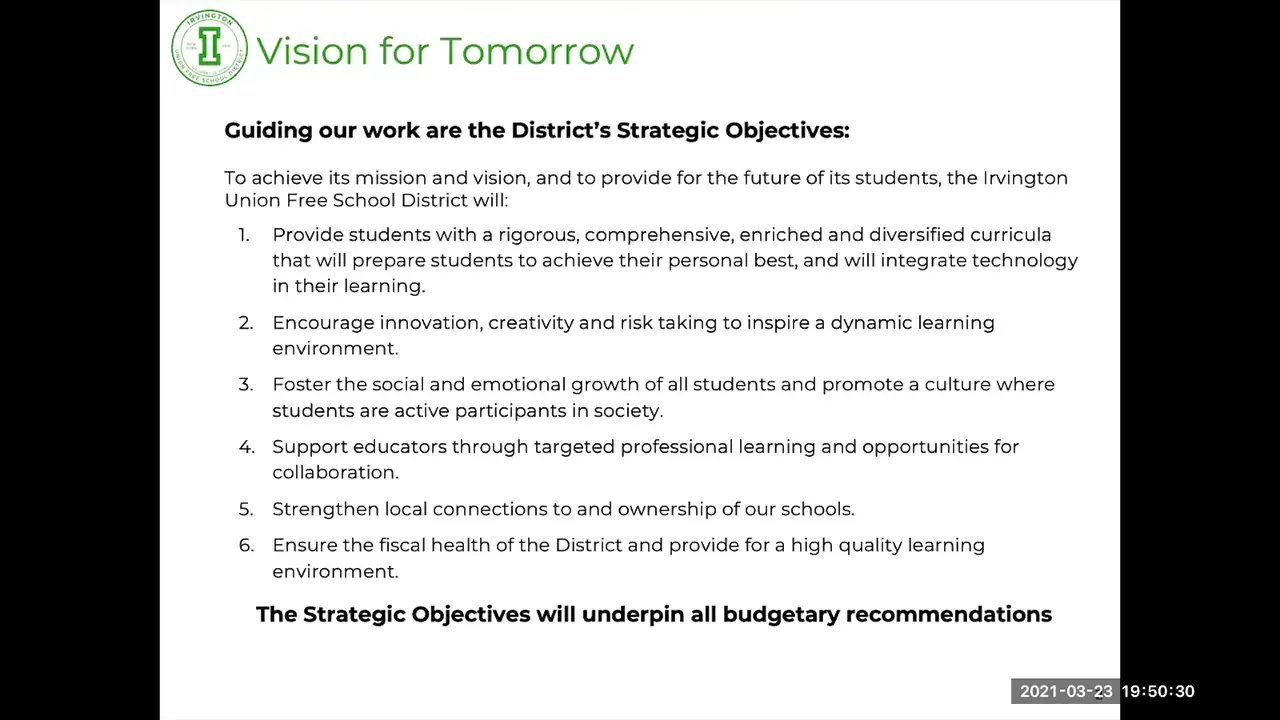 IRVINGTON
I
UNION FREE SCHOOL DISTRICT
Vision for Tomorrow
Guiding our work are the District's Strategic Objectives:
To achieve its mission and vision, and to provide for the future of its students, the Irvington
Union Free School District will:
1. Provide students with a rigorous, comprehensive, enriched and diversified curricula
that will prepare students to achieve their personal best, and will integrate technology
in their learning.
2. Encourage innovation, creativity and risk taking to inspire a dynamic learning
environment.
3. Foster the social and emotional growth of all students and promote a culture where
students are active participants in society.
4. Support educators through targeted professional learning and opportunities for
collaboration.
5. Strengthen local connections to and ownership of our schools.
6. Ensure the fiscal health of the District and provide for a high quality learning
environment.
The Strategic Objectives will underpin all budgetary recommendations
2021-03-23 19:50:30